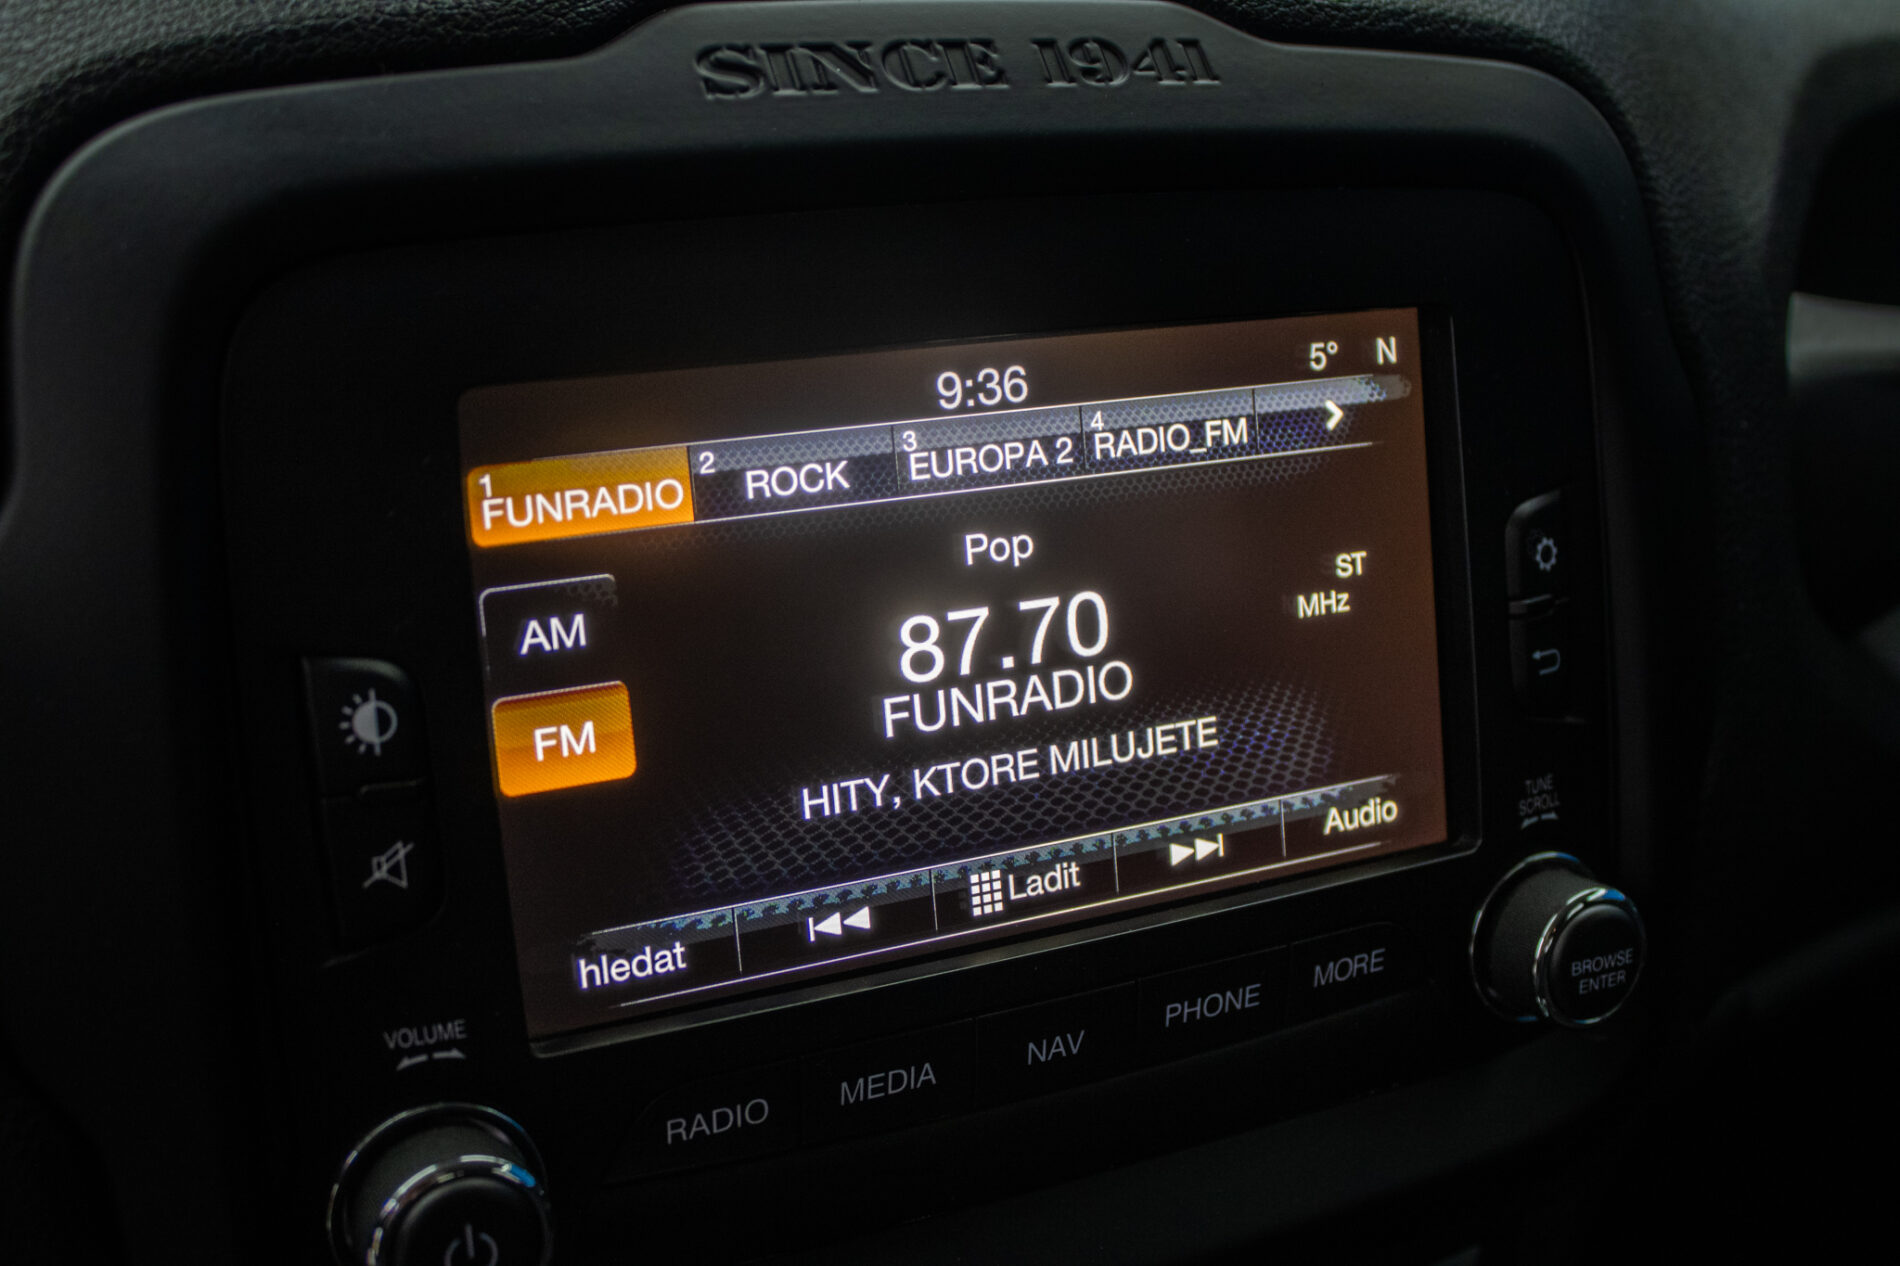 SINCE 1941
9:36
5° N
1 FUNRADIO
2 ROCK
3 EUROPA 2
4 RADIO_FM
Pop
ST
AM
87.70
MHz
FUNRADIO
FM
HITY, KTORE MILUJETE
hledat
Ladit
Audio
TUNE
SCROLL
BROWSE
ENTER
VOLUME
RADIO
MEDIA
NAV
PHONE
MORE